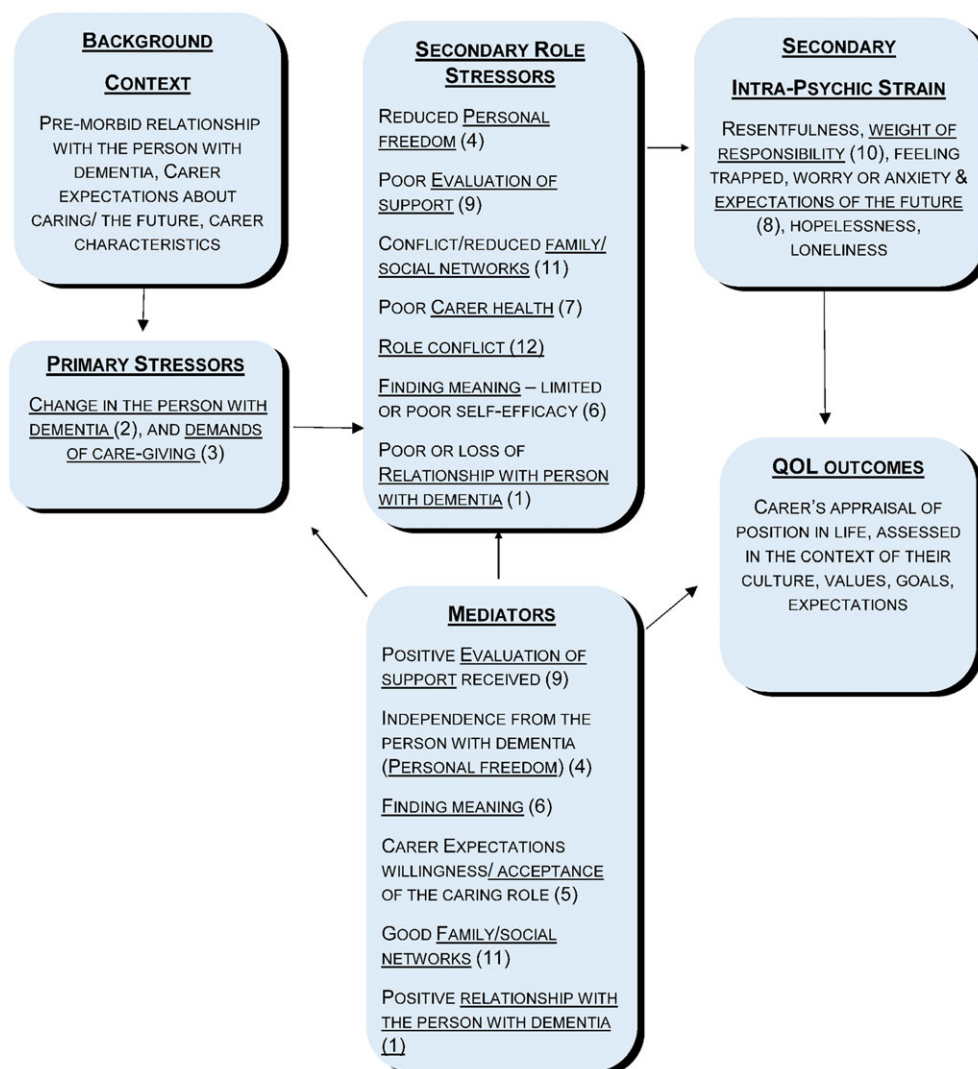 BACKGROUND
CONTEXT
PRE-MORBID RELATIONSHIP
WITH THE PERSON WITH
DEMENTIA, CARER
EXPECTATIONS ABOUT
CARING/ THE FUTURE, CARER
CHARACTERISTICS
PRIMARY STRESSORS
CHANGE IN THE PERSON WITH
DEMENTIA (2), AND DEMANDS
OF CARE-GIVING (3)
SECONDARY ROLE
STRESSORS
REDUCED PERSONAL
FREEDOM (4)
POOR EVALUATION OF
SUPPORT (9)
CONFLICT/REDUCED FAMILY/
SOCIAL NETWORKS (11)
POOR CARER HEALTH (7)
ROLE CONFLICT (12)
FINDING MEANING – LIMITED
OR POOR SELF-EFFICACY (6)
POOR OR LOSS OF
RELATIONSHIP WITH PERSON
WITH DEMENTIA (1)
SECONDARY
INTRA-PSYCHIC STRAIN
RESENTFULNESS, WEIGHT OF
RESPONSIBILITY (10), FEELING
TRAPPED, WORRY OR ANXIETY &
EXPECTATIONS OF THE FUTURE
(8), HOPELESSNESS,
LONELINESS
QOL OUTCOMES
CARER'S APPRAISAL OF
POSITION IN LIFE, ASSESSED
IN THE CONTEXT OF THEIR
CULTURE, VALUES, GOALS,
EXPECTATIONS
MEDIATORS
POSITIVE EVALUATION OF
SUPPORT RECEIVED (9)
INDEPENDENCE FROM THE
PERSON WITH DEMENTIA
(PERSONAL FREEDOM) (4)
FINDING MEANING (6)
CARER EXPECTATIONS
WILLINGNESS/ ACCEPTANCE
OF THE CARING ROLE (5)
GOOD FAMILY/SOCIAL
NETWORKS (11)
POSITIVE RELATIONSHIP WITH
THE PERSON WITH DEMENTIA
(1)